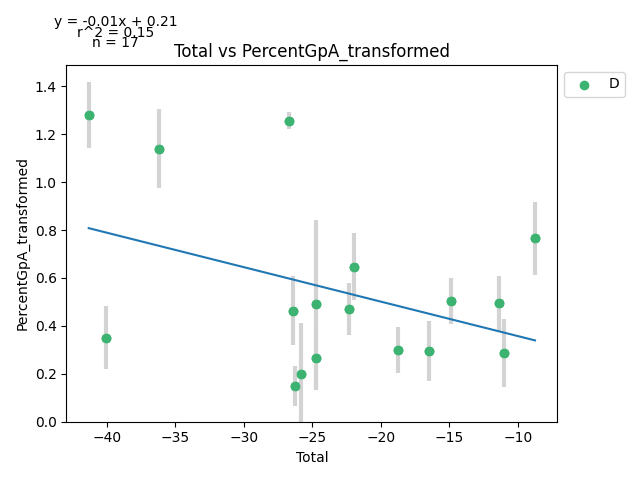 y = -0.01x + 0.21
r^2 = 0.15
n = 17
Total vs PercentGpA_transformed
D
PercentGpA_transformed
1.4
1.2
1.0
0.8
0.6
0.4
0.2
0.0
−40 −35 −30 −25 −20 −15 −10
Total